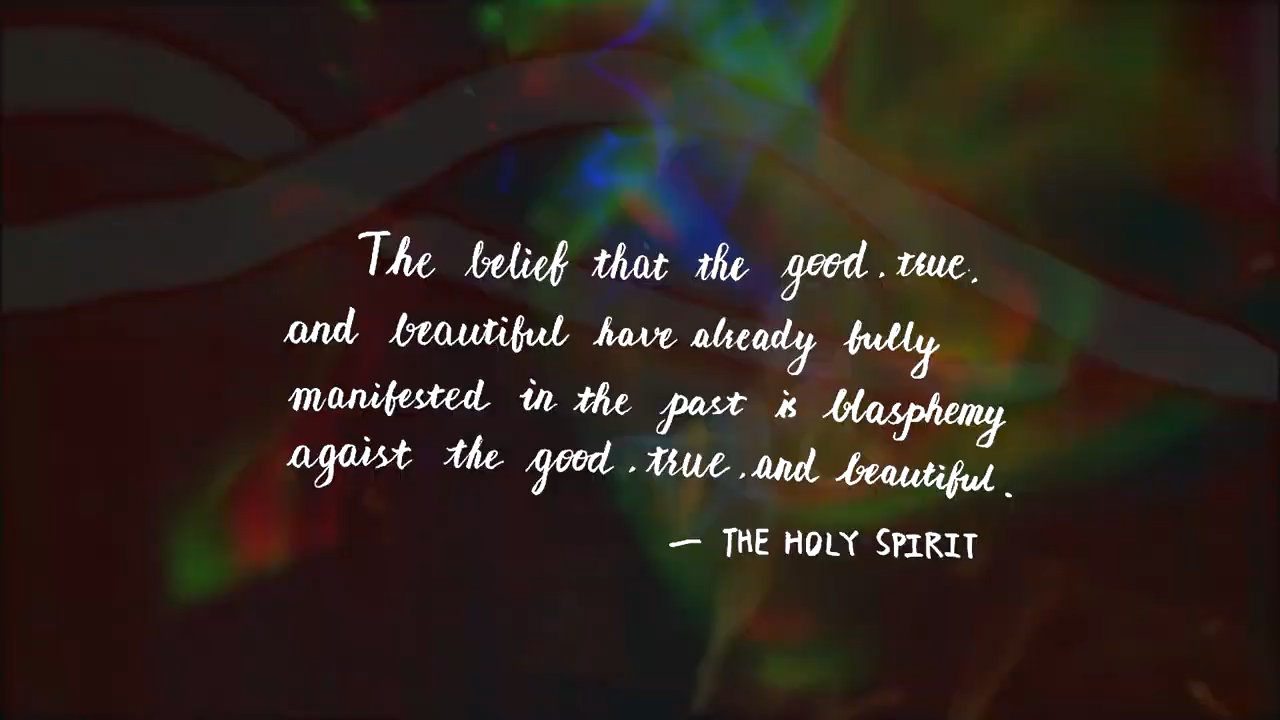 The belief that the good, true,
and beautiful have already fully
manifested in the past is blasphemy
agaist the good, true, and beautiful.
— THE HOLY SPIRIT